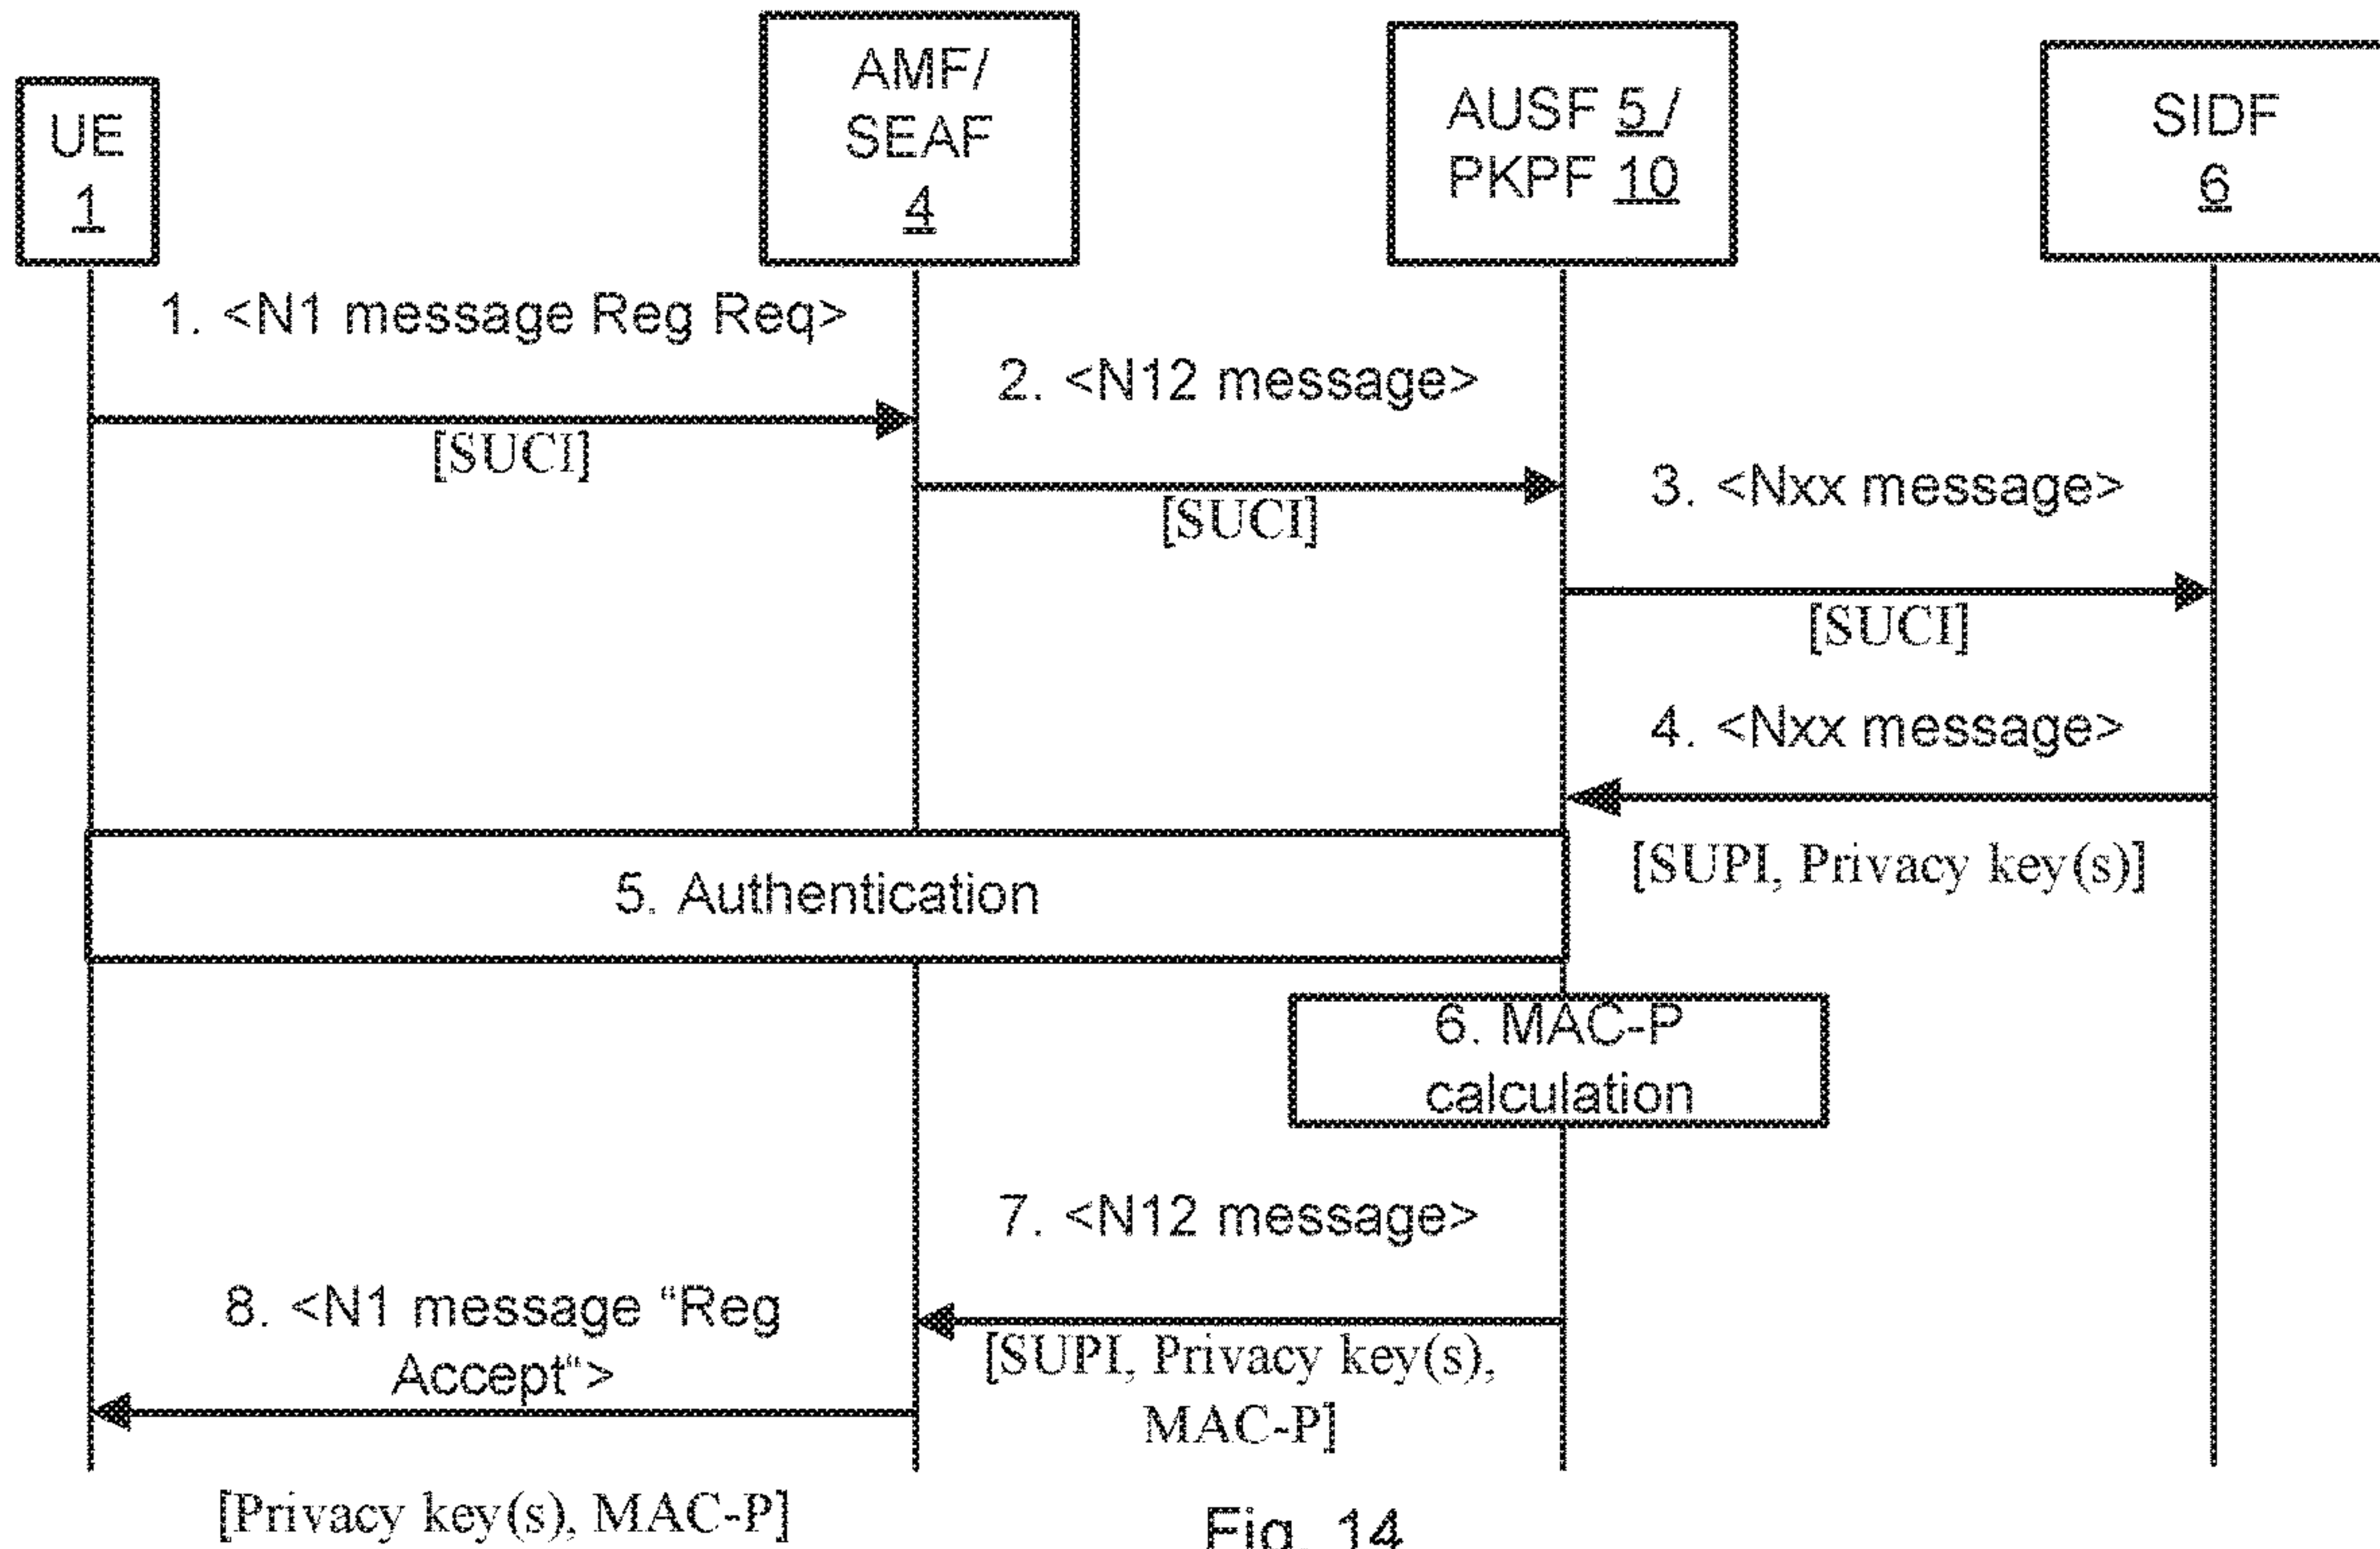 UE
1
AMF/
SEAF
4
AUSF 5 /
PKPF 10
SIDF
6
1. <N1 message Reg Req>
[SUCI]
2. <N12 message>
[SUCI]
3. <Nxx message>
[SUCI]
4. <Nxx message>
[SUPI, Privacy key(s)]
5. Authentication
6. MAC-P
calculation
7. <N12 message>
[SUPI, Privacy key(s),
MAC-P]
8. <N1 message “Reg
Accept“>
[Privacy key(s), MAC-P]
Fig. 14